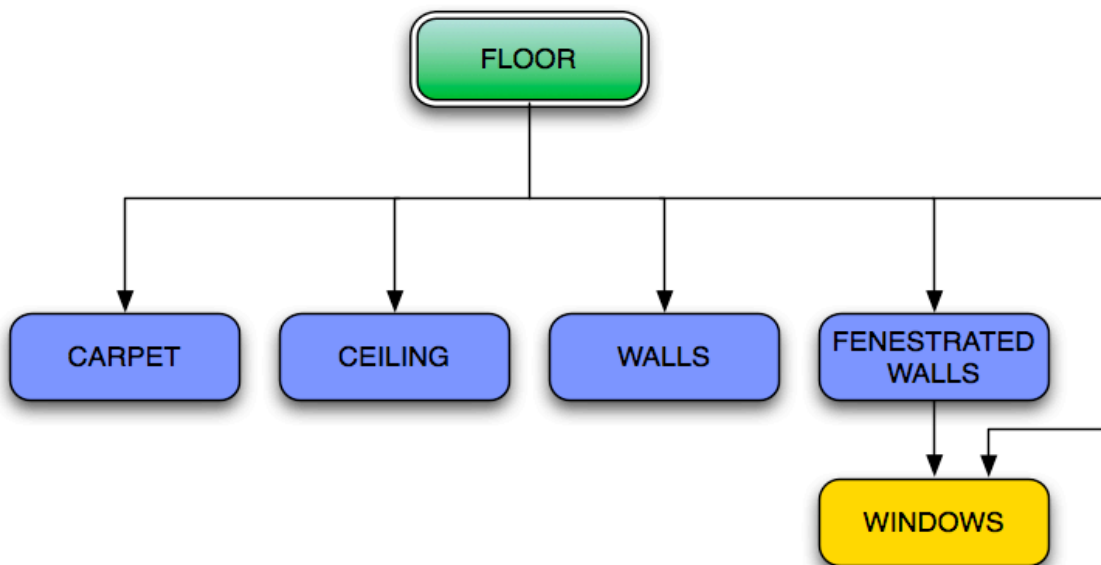 FLOOR
CARPET
CEILING
WALLS
FENESTRATED
WALLS
WINDOWS